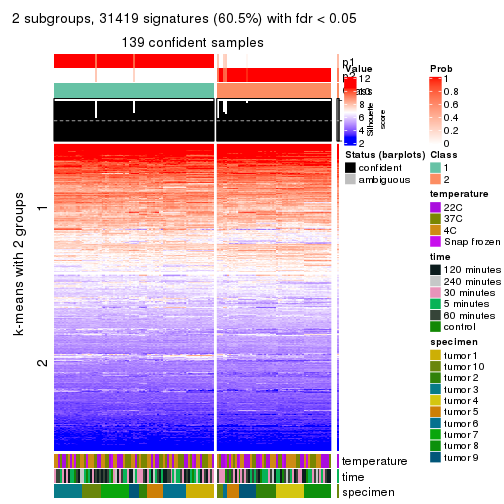 2 subgroups, 31419 signatures (60.5%) with fdr < 0.05
139 confident samples
k-means with 2 groups
1
2
p1
p2
Value
12
10
8
6
4
2
Silhouette
score
Prob
1
0.8
0.6
0.4
0.2
0
Status (barplots)
confident
ambiguous
Class
1
2
temperature
22C
37C
4C
Snap frozen
time
120 minutes
240 minutes
30 minutes
5 minutes
60 minutes
control
specimen
tumor 1
tumor 10
tumor 2
tumor 3
tumor 4
tumor 5
tumor 6
tumor 7
tumor 8
tumor 9
temperature
time
specimen